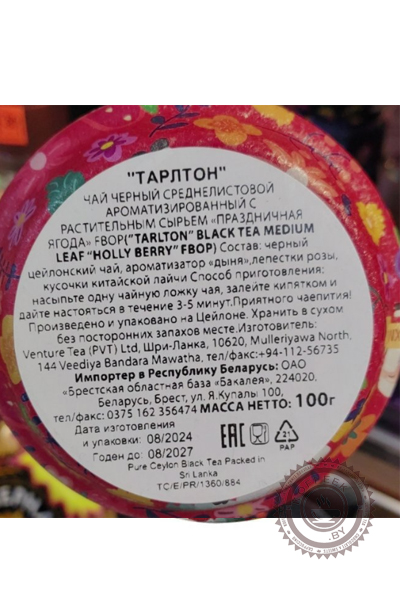 "ТАРЛТОН"
ЧАЙ ЧЕРНЫЙ СРЕДНЕЛИСТОВОЙ
АРОМАТИЗИРОВАННЫЙ С
РАСТИТЕЛЬНЫМ СЫРЬЕМ «ПРАЗДНИЧНАЯ
ЯГОДА» FBOP("TARLTON" BLACK TEA MEDIUM
LEAF "HOLLY BERRY" FBOP) Состав: черный
цейлонский чай, ароматизатор «дыня»,лепестки розы,
кусочки китайской лайчи Способ приготовления:
насыпьте одну чайную ложку чая, залейте кипятком и
дайте настояться в течение 3-5 минут.Приятного чаепития!
Произведено и упаковано на Цейлоне. Хранить в сухом
без посторонних запахов месте.Изготовитель:
Venture Tea (PVT) Ltd, Шри-Ланка, 10620, Mulleriyawa North,
144 Veediya Bandara Mawatha, тел/факс:+94-112-56735
Импортер в Республику Беларусь: ОАО
«Брестская областная база «Бакалея», 224020,
Беларусь, Брест, ул. Я.Купалы, 100,
тел/факс: 0375 162 356474 МАССА НЕТТО: 100г
Дата изготовления
и упаковки: 08/2024
Годен до: 08/2027
EAC
21
PAP
Pure Ceylon Black Tea Packed in
Sri Lanka
TC/E/PR/1360/884
.BY